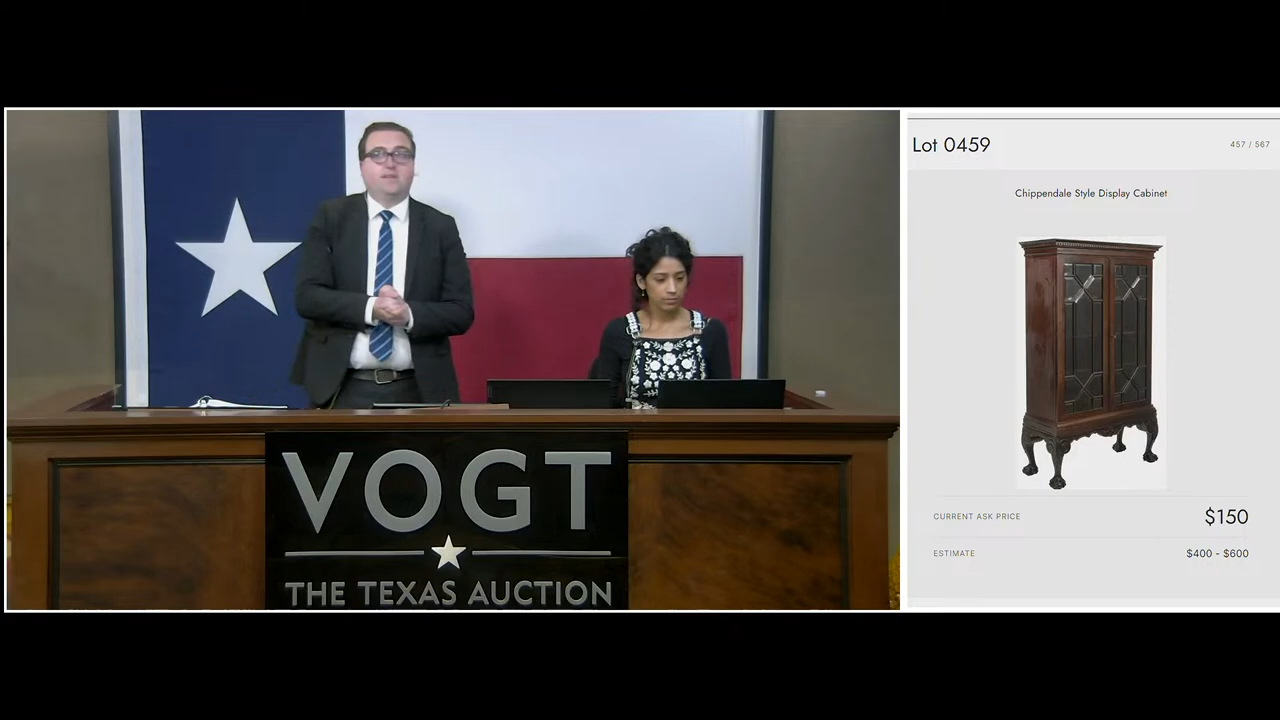 VOGT
THE TEXAS AUCTION
Lot 0459
457 / 567
Chippendale Style Display Cabinet
CURRENT ASK PRICE
$150
ESTIMATE
$400 - $600